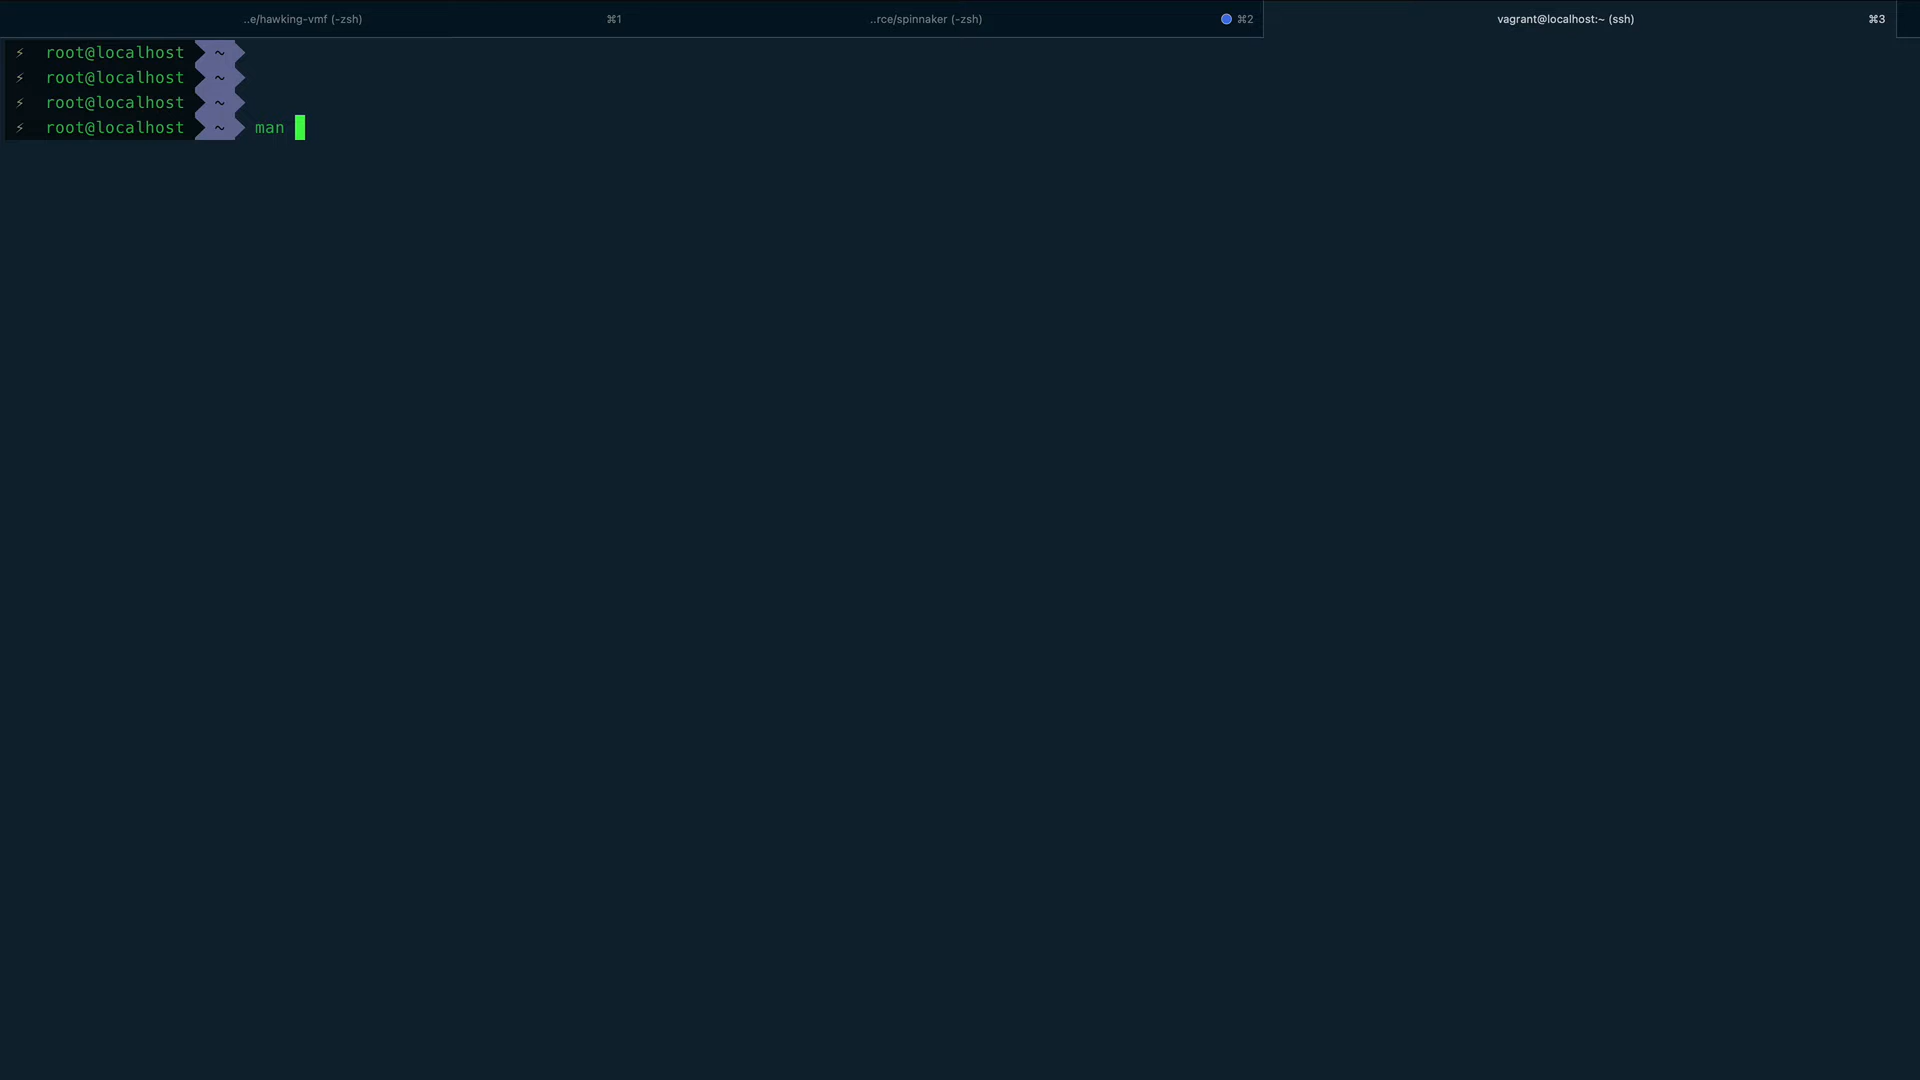 ..e/hawking-vmf (-zsh) ⌘1 ..rce/spinnaker (-zsh) ⌘2 vagrant@localhost:~ (ssh) ⌘3
⚡ root@localhost ~
⚡ root@localhost ~
⚡ root@localhost ~
⚡ root@localhost ~ man